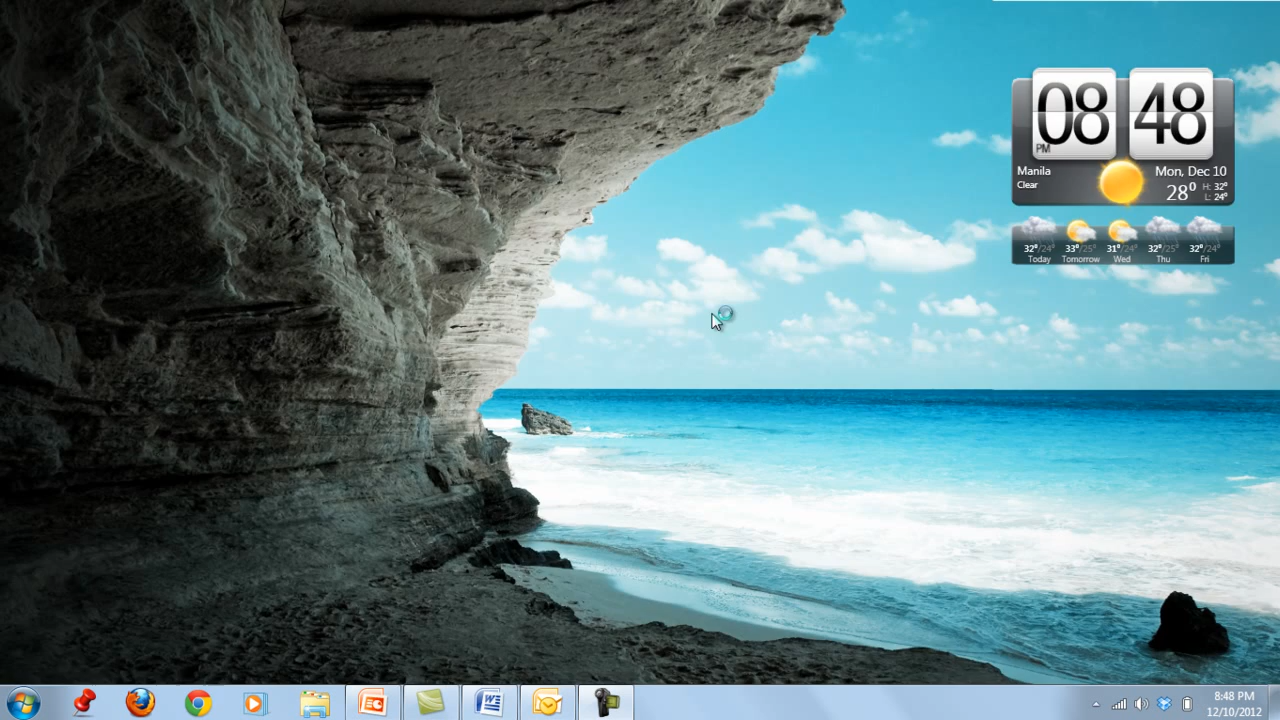 08 48
PM
Manila
Clear
Mon, Dec 10
28° H: 32°
L: 24°
32°/24° 33°/25° 31°/24° 32°/25° 32°/24°
Today Tomorrow Wed Thu Fri
8:48 PM
12/10/2012